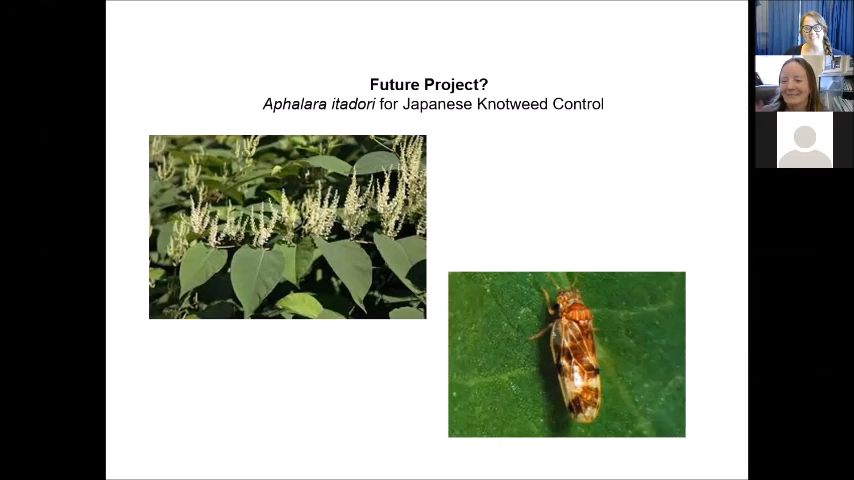 Future Project?
Aphalara itadori for Japanese Knotweed Control